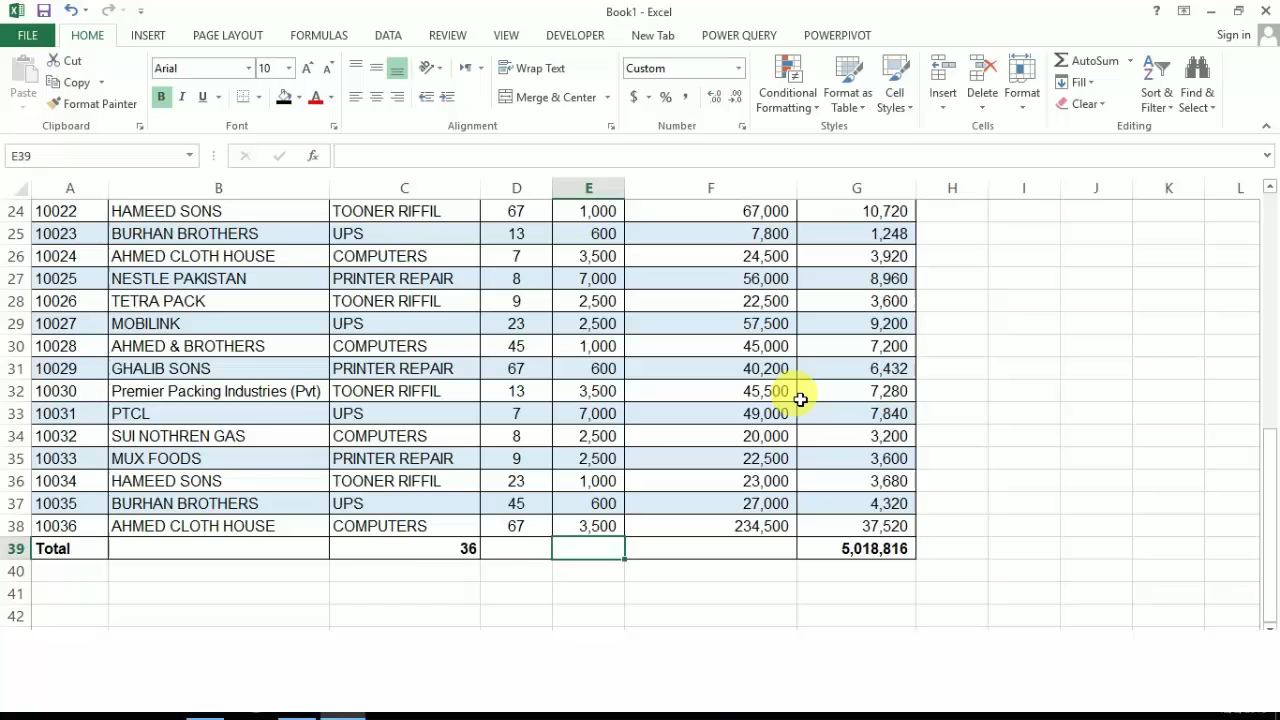 Book1 - Excel
? 
FILE HOME INSERT PAGE LAYOUT FORMULAS DATA REVIEW VIEW DEVELOPER New Tab POWER QUERY POWERPIVOT Sign in
Paste Cut Copy Format Painter Clipboard
Arial 10 B I U A Font
Wrap Text Merge & Center Alignment
Custom $ % , Number
Conditional Formatting Format as Table Cell Styles Styles
Insert Delete Format Cells
AutoSum Fill Clear Sort & Filter Find & Select Editing
E39 fx
A B C D E F G H I J K L
24 10022 HAMEED SONS TOONER RIFFIL 67 1,000 67,000 10,720
25 10023 BURHAN BROTHERS UPS 13 600 7,800 1,248
26 10024 AHMED CLOTH HOUSE COMPUTERS 7 3,500 24,500 3,920
27 10025 NESTLE PAKISTAN PRINTER REPAIR 8 7,000 56,000 8,960
28 10026 TETRA PACK TOONER RIFFIL 9 2,500 22,500 3,600
29 10027 MOBILINK UPS 23 2,500 57,500 9,200
30 10028 AHMED & BROTHERS COMPUTERS 45 1,000 45,000 7,200
31 10029 GHALIB SONS PRINTER REPAIR 67 600 40,200 6,432
32 10030 Premier Packing Industries (Pvt) TOONER RIFFIL 13 3,500 45,500 7,280
33 10031 PTCL UPS 7 7,000 49,000 7,840
34 10032 SUI NOTHREN GAS COMPUTERS 8 2,500 20,000 3,200
35 10033 MUX FOODS PRINTER REPAIR 9 2,500 22,500 3,600
36 10034 HAMEED SONS TOONER RIFFIL 23 1,000 23,000 3,680
37 10035 BURHAN BROTHERS UPS 45 600 27,000 4,320
38 10036 AHMED CLOTH HOUSE COMPUTERS 67 3,500 234,500 37,520
39 Total 36 5,018,816
40
41
42